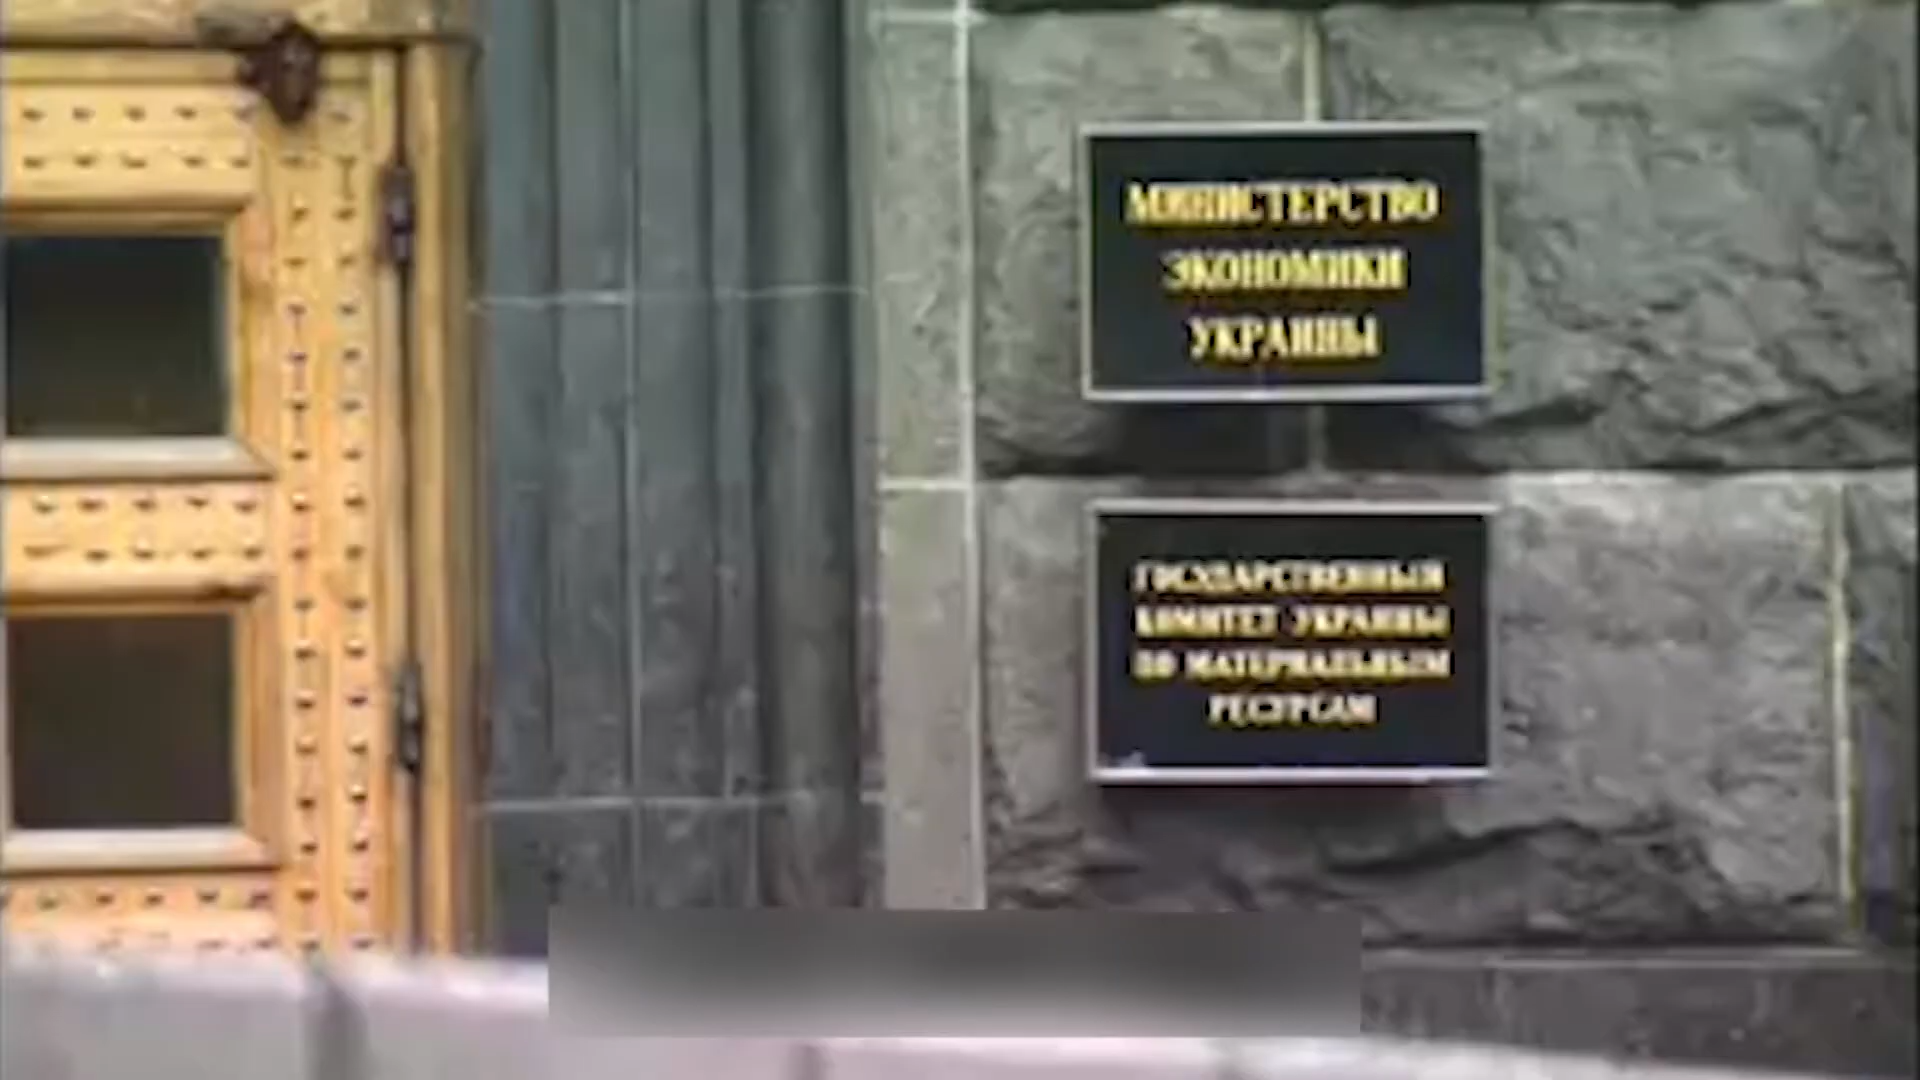 МИНИСТЕРСТВО
ЭКОНОМИКИ
УКРАИНЫ
ГОСУДАРСТВЕННЫЙ
КОМИТЕТ УКРАИНЫ
ПО МАТЕРИАЛЬНЫМ
РЕСУРСАМ